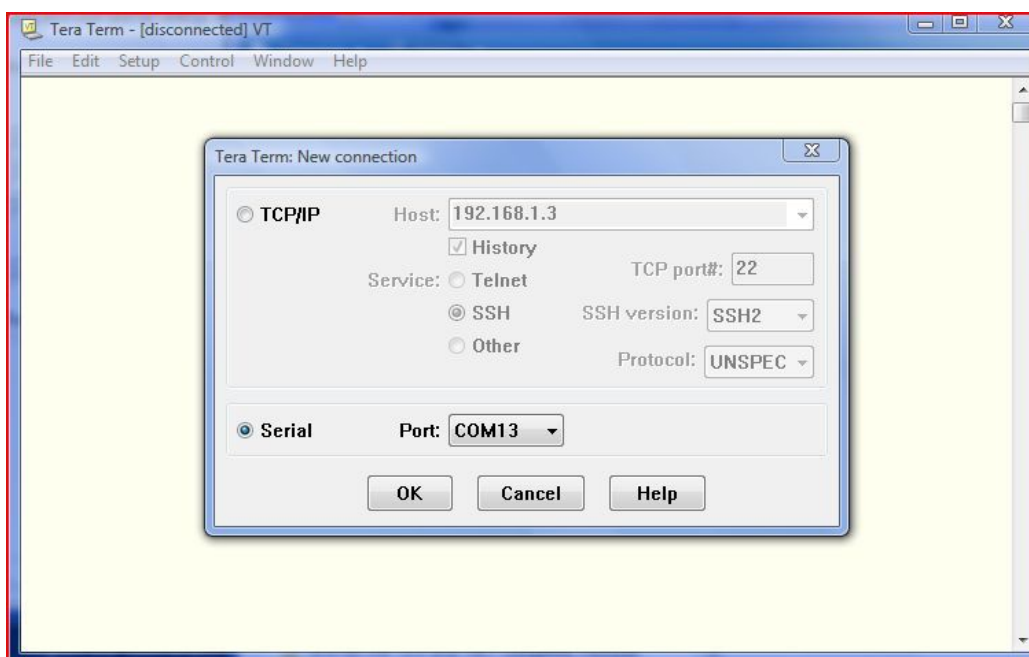 Tera Term - [disconnected] VT
File Edit Setup Control Window Help
Tera Term: New connection
TCP/IP Host: 192.168.1.3
History
Service: Telnet TCP port#: 22
SSH SSH version: SSH2
Other Protocol: UNSPEC
Serial Port: COM13
OK Cancel Help